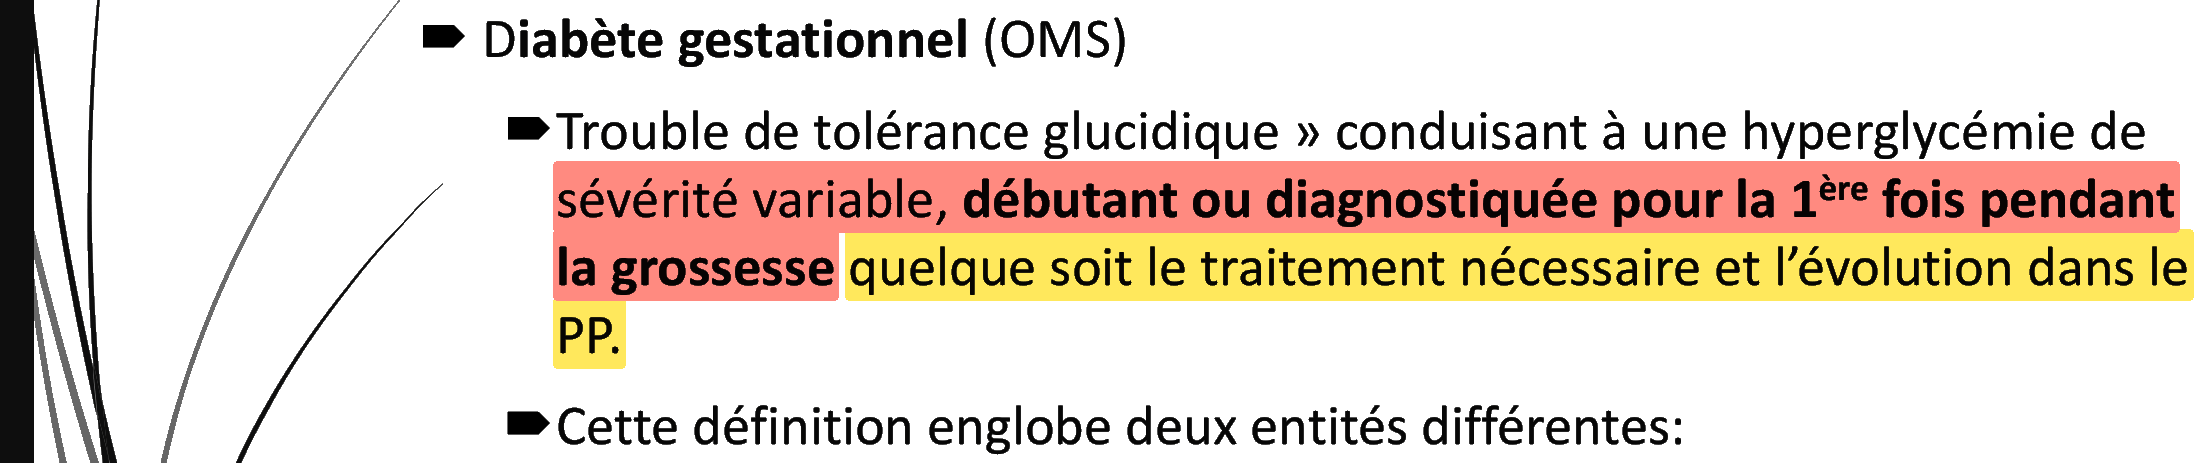 Diabète gestationnel (OMS)
Trouble de tolérance glucidique » conduisant à une hyperglycémie de
sévérité variable, débutant ou diagnostiquée pour la 1ère fois pendant
la grossesse quelque soit le traitement nécessaire et l’évolution dans le
PP.
Cette définition englobe deux entités différentes: